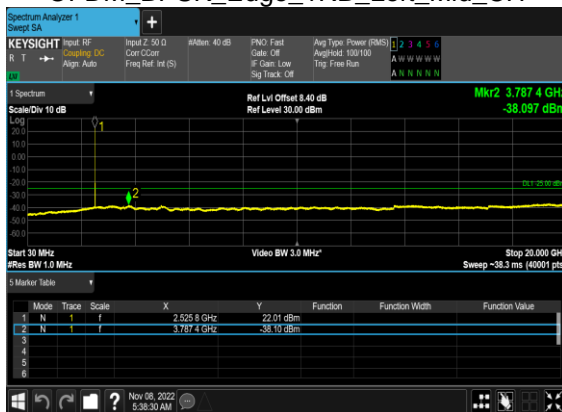 Spectrum Analyzer 1
Swept SA
+
KEYSIGHT Input: RF Input Z: 50 Ω #Atten: 40 dB PNO: Fast Avg Type: Power (RMS) 1 2 3 4 5 6
R T Coupling: DC Corr CCorr Gate: Off Avg|Hold: 100/100 A W W W W W
Align: Auto Freq Ref: Int (S) IF Gain: Low Trig: Free Run
LU Sig Track: Off A N N N N N
1 Spectrum Ref Lvl Offset 8.40 dB Mkr2 3.787 4 GHz
Scale/Div 10 dB Ref Level 30.00 dBm -38.097 dBm
Log
20.0 1
10.0
0.00
-10.0
-20.0 DL1 -25.00 dBm
-30.0 2
-40.0
-50.0
-60.0
Start 30 MHz Video BW 3.0 MHz* Stop 20.000 GHz
#Res BW 1.0 MHz Sweep ~38.3 ms (40001 pts)
5 Marker Table
Mode Trace Scale X Y Function Function Width Function Value
1 N 1 f 2.525 8 GHz 22.01 dBm
2 N 1 f 3.787 4 GHz -38.10 dBm
3
4
5
6
? Nov 08, 2022
5:38:30 AM